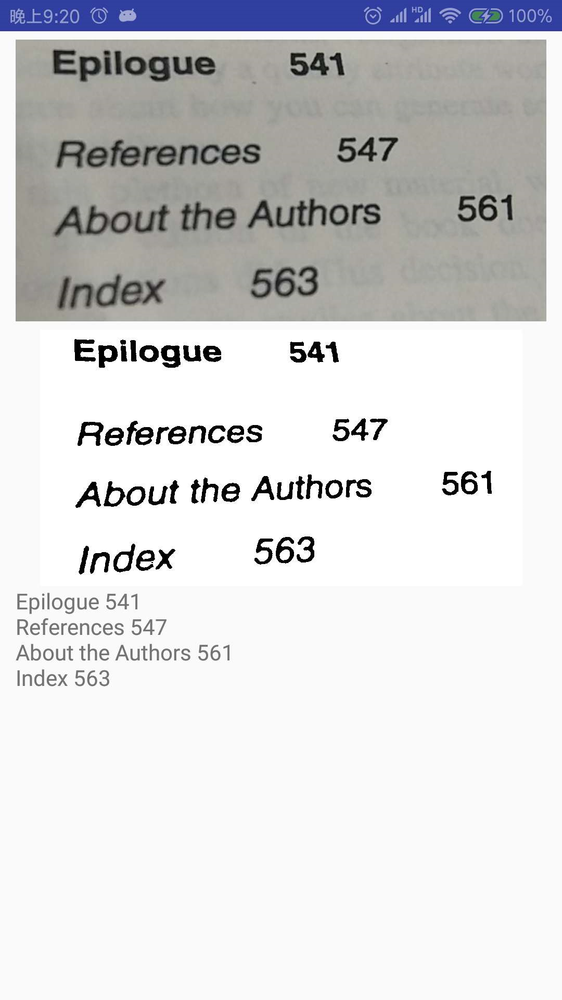 晚上9:20 HD 100%
Epilogue 541
References 547
About the Authors 561
Index 563
Epilogue 541
References 547
About the Authors 561
Index 563
Epilogue 541
References 547
About the Authors 561
Index 563